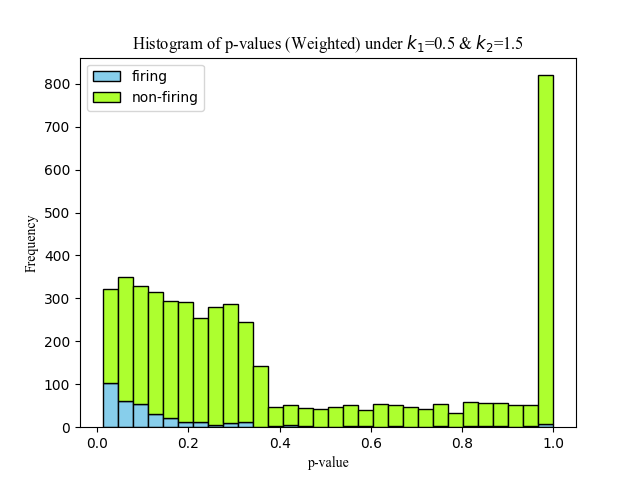 Histogram of p-values (Weighted) under k₁=0.5 & k₂=1.5
firing
non-firing
Frequency
800
700
600
500
400
300
200
100
0
0.0 0.2 0.4 0.6 0.8 1.0
p-value